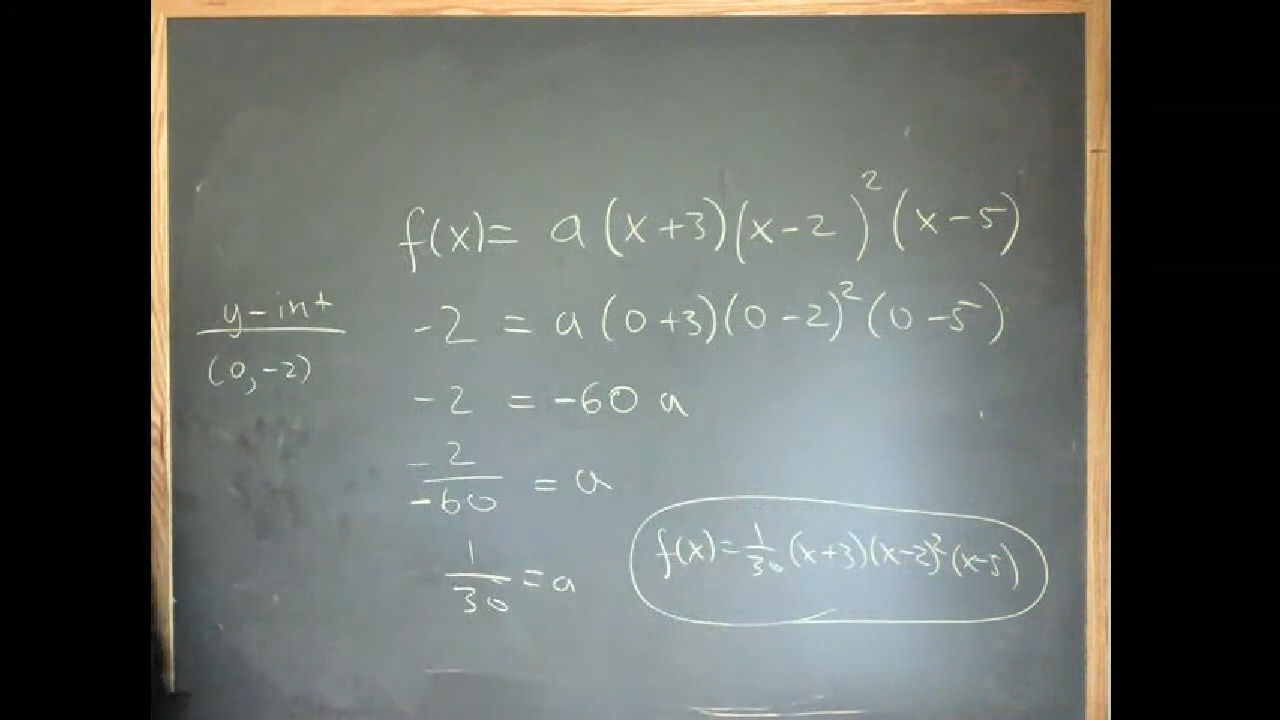 f(x)= a(x+3)(x-2)²(x-5)
y-int
(0,-2)
-2 = a(0+3)(0-2)²(0-5)
-2 = -60 a
-2/-60 = a
1/30 = a
f(x)=1/30(x+3)(x-2)²(x-5)